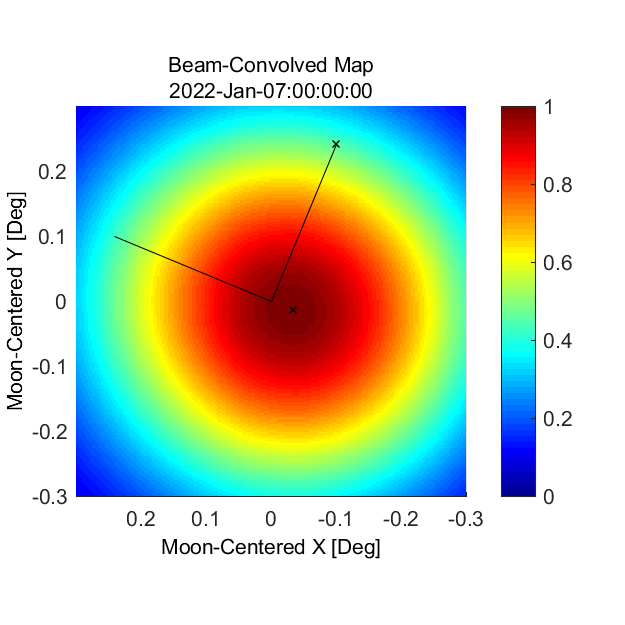 Beam-Convolved Map
2022-Jan-07:00:00:00:00
Moon-Centered Y [Deg]
0.2
0.1
0
-0.1
-0.2
-0.3
0.2 0.1 0 -0.1 -0.2 -0.3
Moon-Centered X [Deg]
1
0.8
0.6
0.4
0.2
0